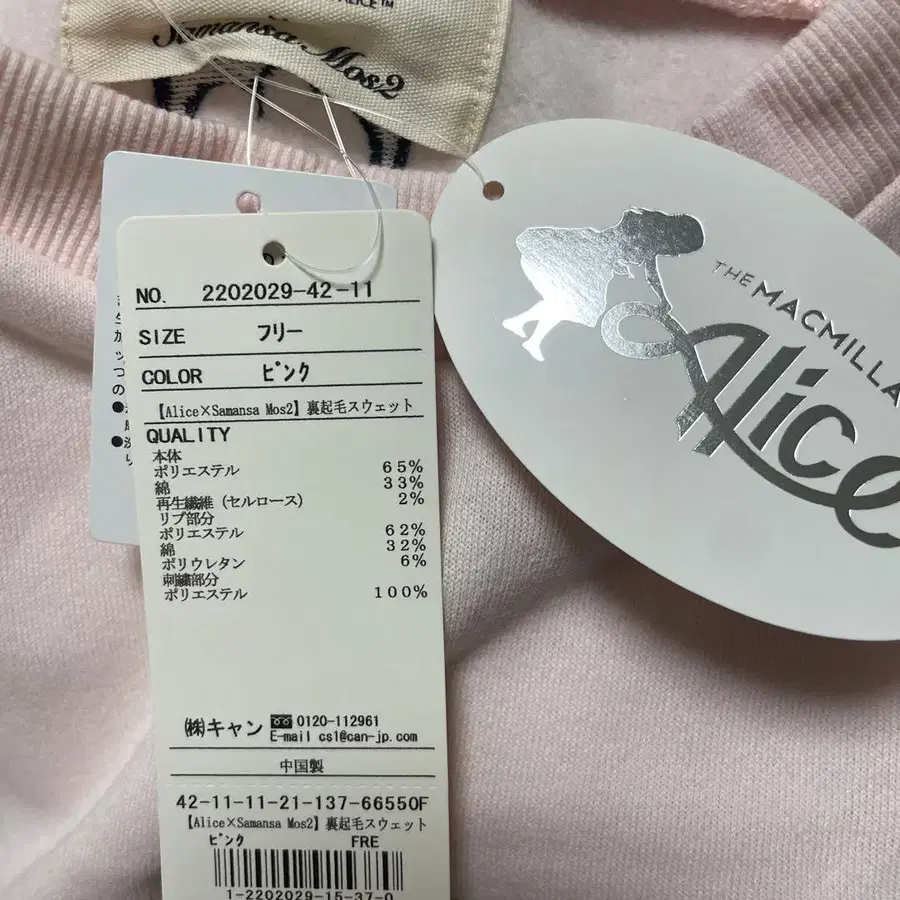 ALICE™
Samansa Mos2
NO. 2202029-42-11
SIZE フリー
COLOR ピンク
【Alice×Samansa Mos2】裏起毛スウェット
QUALITY
本体
ポリエステル 65%
綿 33%
再生繊維（セルロース） 2%
リブ部分
ポリエステル 62%
綿 32%
ポリウレタン 6%
刺繍部分
ポリエステル 100%
㈱キャン 0120-112961
E-mail cs1@can-jp.com
中国製
42-11-11-21-137-66550F
【Alice×Samansa Mos2】裏起毛スウェット
ピンク FRE
1-2202029-15-37-0
THE MACMILLA
Alice